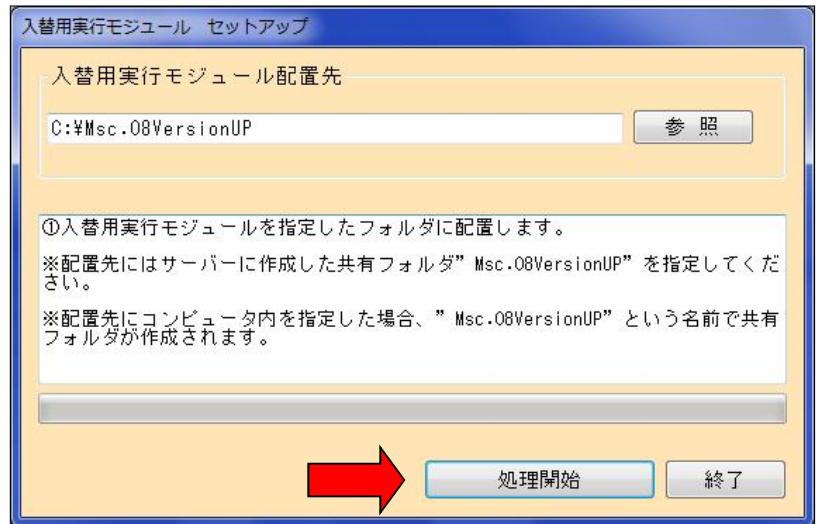 入替用実行モジュール　セットアップ
入替用実行モジュール配置先
C:¥Msc.08VersionUP
参 照
①入替用実行モジュールを指定したフォルダに配置します。
※配置先にはサーバーに作成した共有フォルダ”Msc.08VersionUP”を指定してくだ
さい。
※配置先にコンピュータ内を指定した場合、”Msc.08VersionUP”という名前で共有
フォルダが作成されます。
処理開始
終了